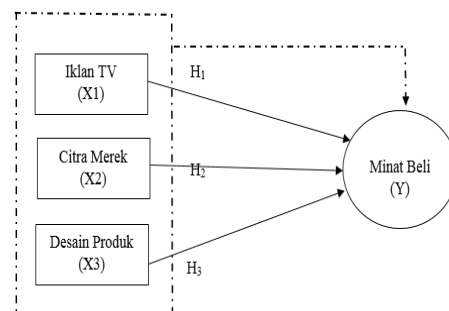 Iklan TV
(X1)
H1
Citra Merek
(X2)
H2
Minat Beli
(Y)
Desain Produk
(X3)
H3